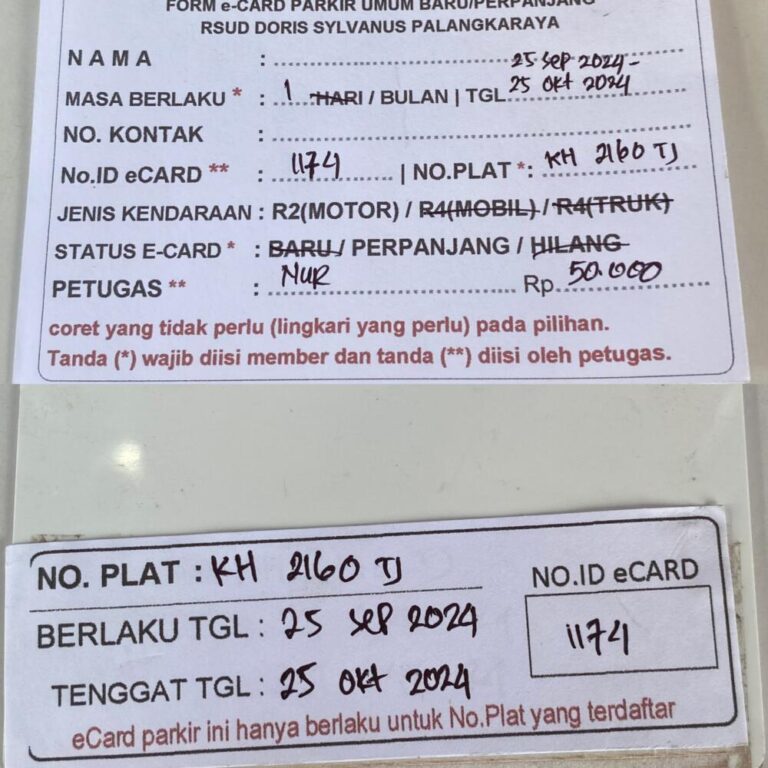 FORM e-CARD PARKIR UMUM BARU/PERPANJANG
RSUD DORIS SYLVANUS PALANGKARAYA
NAMA :
MASA BERLAKU * : 1 HARI / BULAN | TGL 25 Sep 2024 - 25 Okt 2024
NO. KONTAK :
No.ID eCARD ** : 1174 | NO.PLAT *: KH 2160 TJ
JENIS KENDARAAN : R2(MOTOR) / R4(MOBIL) / R4(TRUK)
STATUS E-CARD * : BARU / PERPANJANG / HILANG
PETUGAS ** : NUR Rp 50.000
coret yang tidak perlu (lingkari yang perlu) pada pilihan.
Tanda (*) wajib diisi member dan tanda (**) diisi oleh petugas.
NO. PLAT : KH 2160 TJ
NO.ID eCARD
BERLAKU TGL : 25 SEP 2024
1174
TENGGAT TGL : 25 OKT 2024
eCard parkir ini hanya berlaku untuk No.Plat yang terdaftar